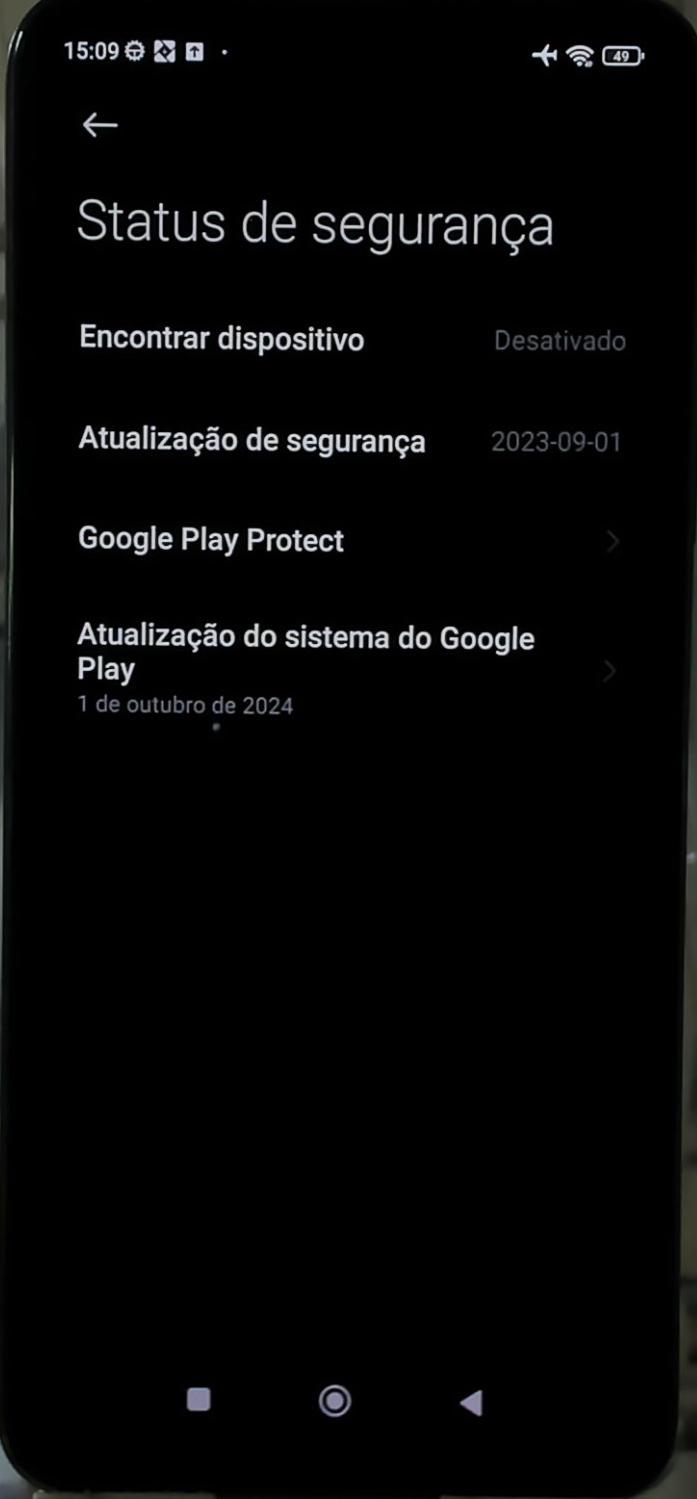 15:09 49
Status de segurança
Encontrar dispositivo Desativado
Atualização de segurança 2023-09-01
Google Play Protect
Atualização do sistema do Google
Play
1 de outubro de 2024